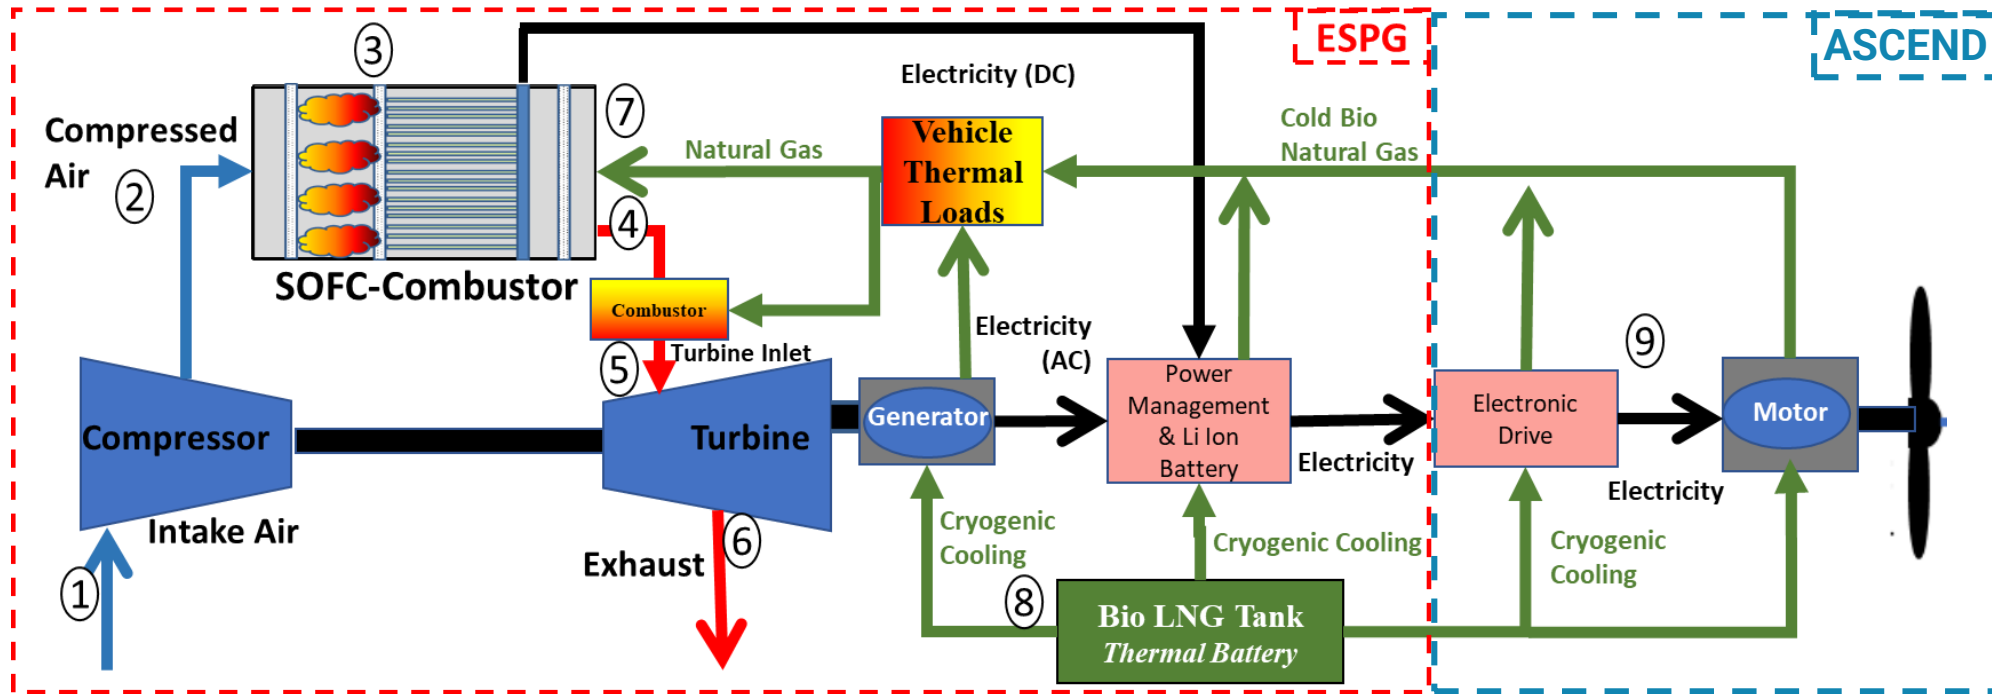 ESPG
ASCEND
③
Electricity (DC)
⑦
Compressed
Air
②
Natural Gas
Vehicle
Thermal
Loads
Cold Bio
Natural Gas
④
SOFC-Combustor
Combustor
⑤
Turbine Inlet
Electricity
(AC)
⑨
Compressor
Turbine
Generator
Power
Management
& Li Ion
Battery
Electricity
Electronic
Drive
Motor
Electricity
Intake Air
Exhaust
⑥
Cryogenic
Cooling
Cryogenic Cooling
Cryogenic
Cooling
①
⑧
Bio LNG Tank
Thermal Battery